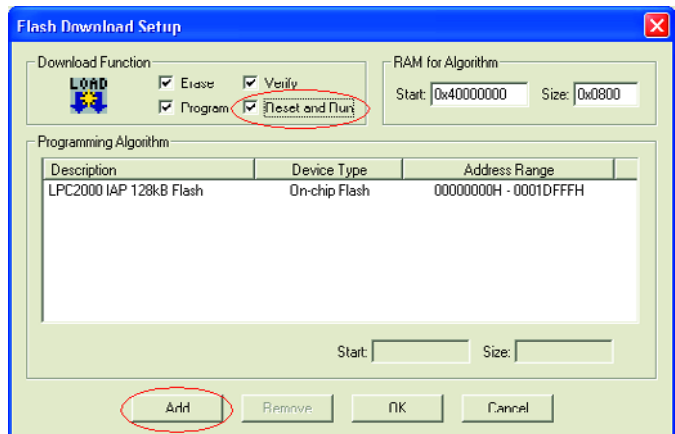 Flash Download Setup
Download Function
LOAD
Erase
Verify
Program
Reset and Run
RAM for Algorithm
Start: 0x40000000
Size: 0x0800
Programming Algorithm
Description Device Type Address Range
LPC2000 IAP 128kB Flash On-chip Flash 00000000H - 0001DFFFH
Start:
Size:
Add Remove OK Cancel